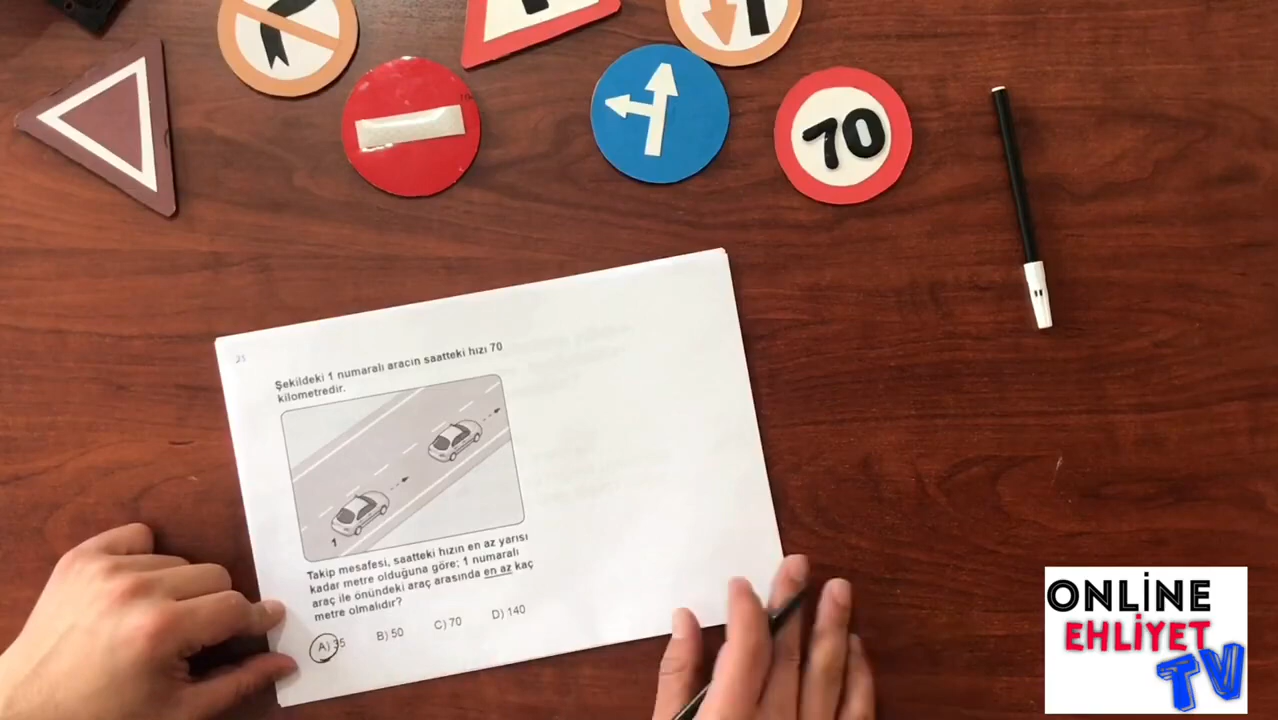 70
21
Şekildeki 1 numaralı aracın saatteki hızı 70
kilometredir.
1
Takip mesafesi, saatteki hızın en az yarısı
kadar metre olduğuna göre; 1 numaralı
araç ile önündeki araç arasında en az kaç
metre olmalıdır?
A) 35 B) 50 C) 70 D) 140
ONLİNE
EHLİYET
TV